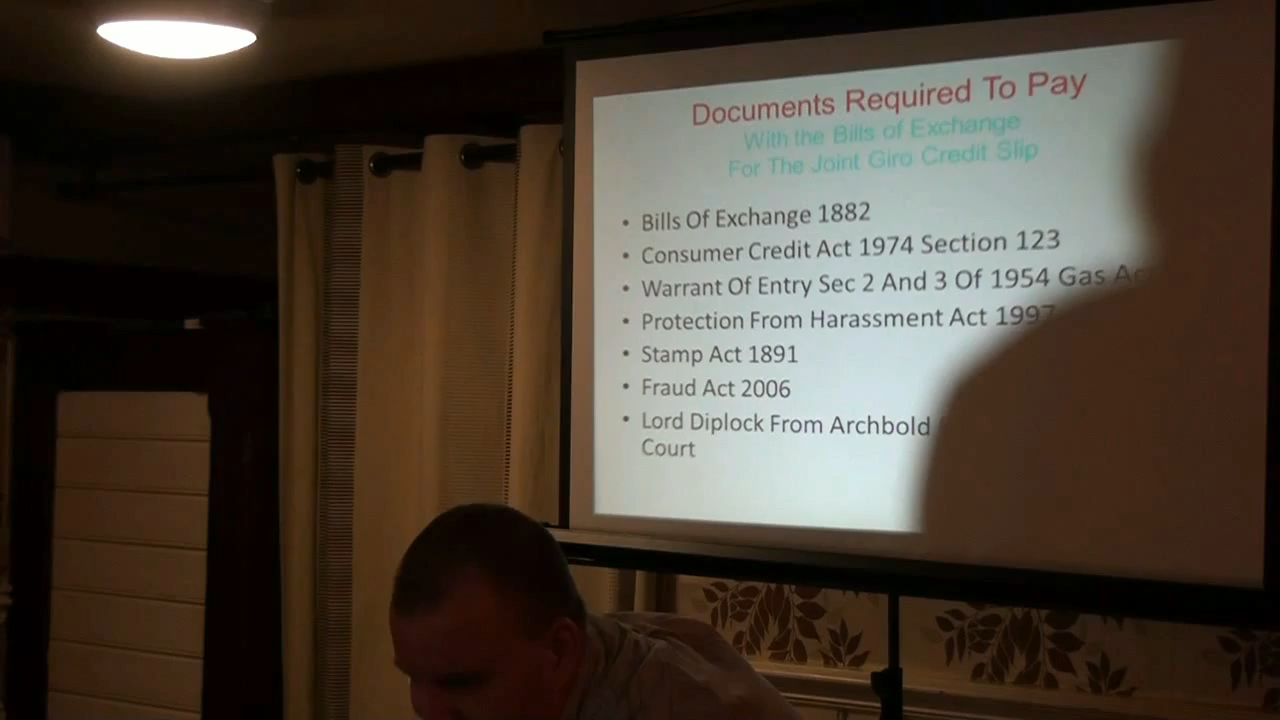 Documents Required To Pay
With the Bills of Exchange
For The Joint Giro Credit Slip
• Bills Of Exchange 1882
• Consumer Credit Act 1974 Section 123
• Warrant Of Entry Sec 2 And 3 Of 1954 Gas
• Protection From Harassment Act 1997
• Stamp Act 1891
• Fraud Act 2006
• Lord Diplock From Archbold
Court